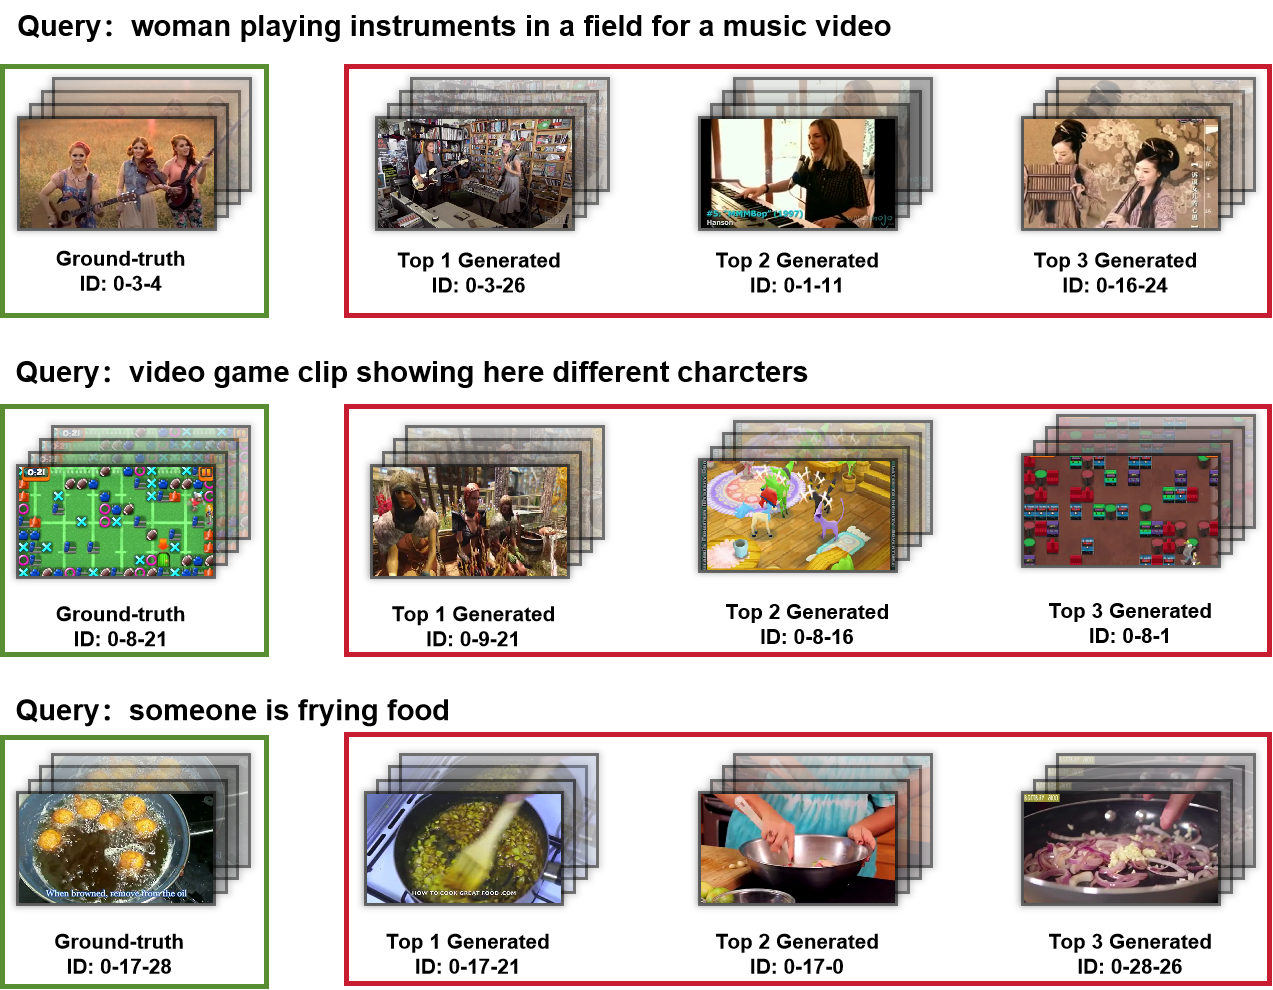 Query: woman playing instruments in a field for a music video
#5. "MMMBop" (1997)
Hanson
Ground-truth
ID: 0-3-4
Top 1 Generated
ID: 0-3-26
Top 2 Generated
ID: 0-1-11
Top 3 Generated
ID: 0-16-24
Query: video game clip showing here different charcters
0:21
Ground-truth
ID: 0-8-21
Top 1 Generated
ID: 0-9-21
Top 2 Generated
ID: 0-8-16
Top 3 Generated
ID: 0-8-1
Query: someone is frying food
When browned, remove from the oil
HOW TO COOK GREAT FOOD .COM
Ground-truth
ID: 0-17-28
Top 1 Generated
ID: 0-17-21
Top 2 Generated
ID: 0-17-0
Top 3 Generated
ID: 0-28-26